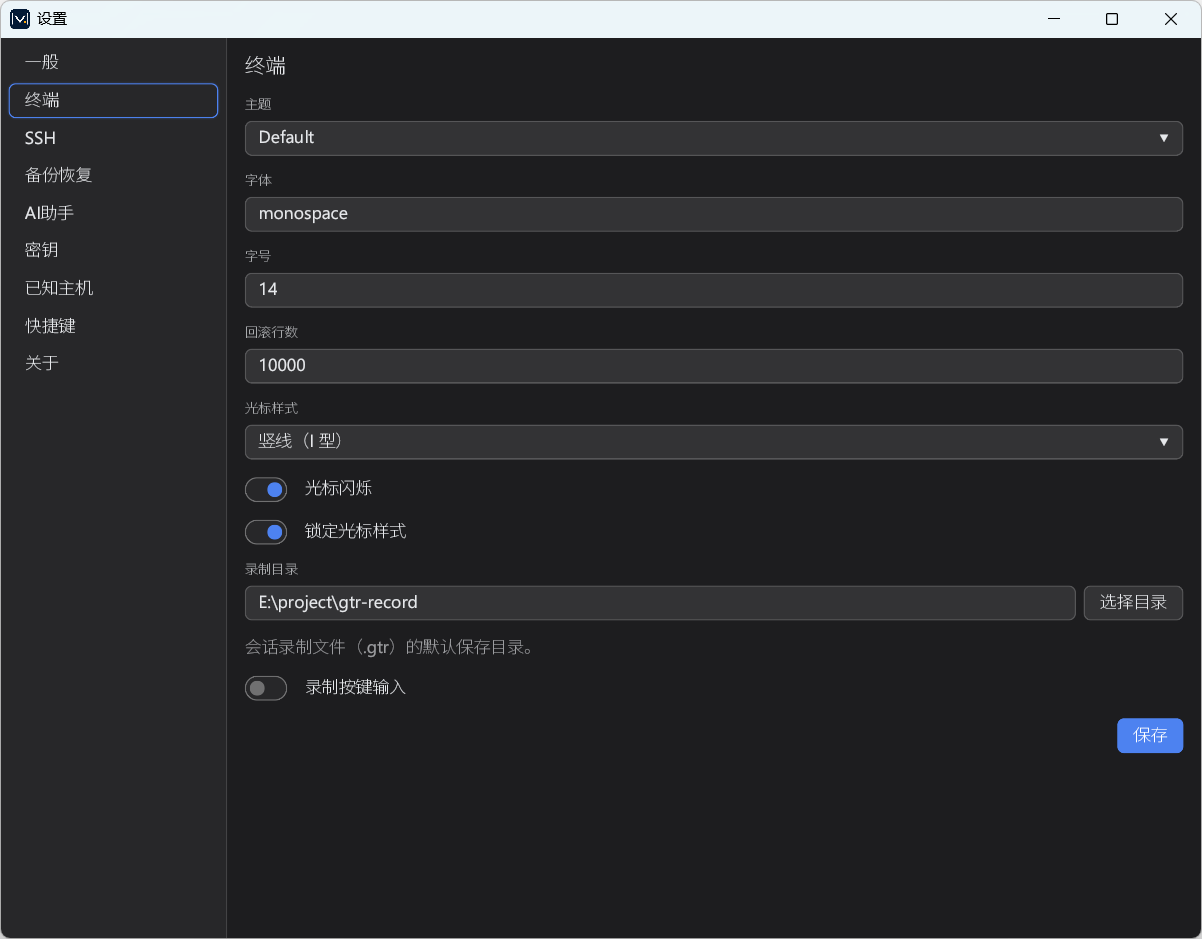 设置
一般
终端
SSH
备份恢复
AI助手
密钥
已知主机
快捷键
关于
终端
主题
Default
字体
monospace
字号
14
回滚行数
10000
光标样式
竖线（I 型）
光标闪烁
锁定光标样式
录制目录
E:\project\gtr-record
选择目录
会话录制文件（.gtr）的默认保存目录。
录制按键输入
保存